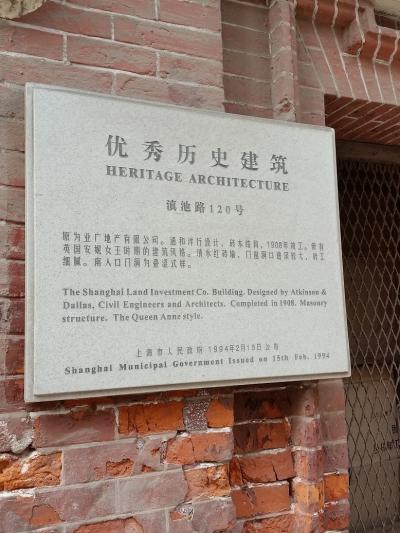 优秀历史建筑
HERITAGE ARCHITECTURE
滇池路120号
原为业广地产有限公司。通和洋行设计，砖木结构，1908年竣工。带有
英国安妮女王时期的建筑风格。清水红砖墙，门窗洞口进深较大，砖工
细腻。南入口门洞为叠涩式样。
The Shanghai Land Investment Co. Building. Designed by Atkinson &
Dallas, Civil Engineers and Architects. Completed in 1908. Masonry
structure. The Queen Anne style.
上海市人民政府 1994年2月15日公布
Shanghai Municipal Government Issued on 15th Feb. 1994